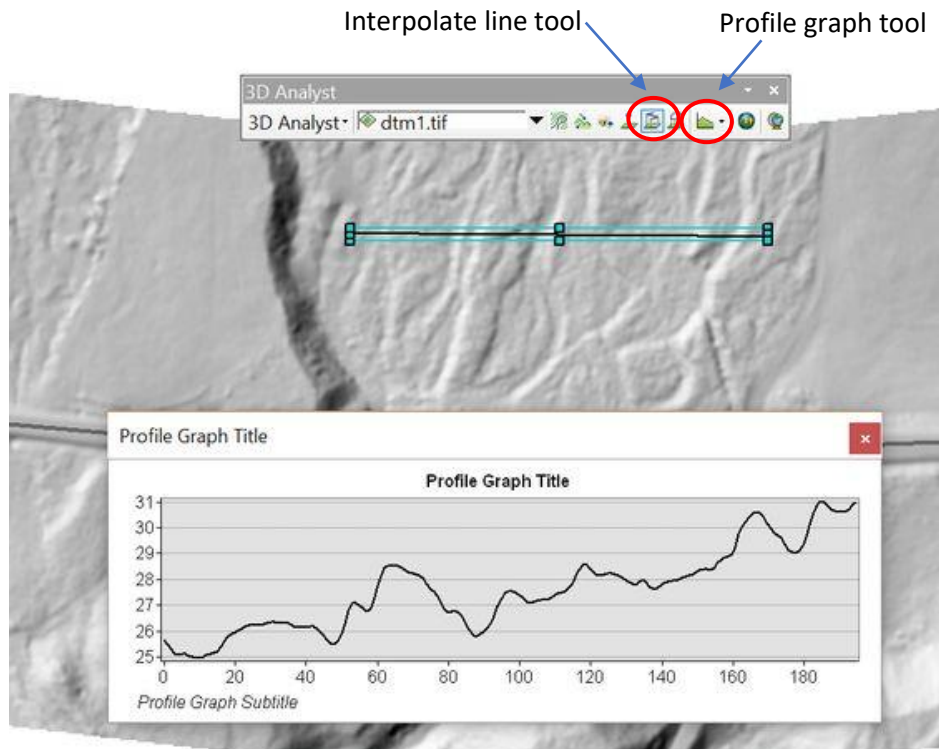 Interpolate line tool
Profile graph tool
3D Analyst
3D Analyst dtm1.tif
Profile Graph Title
Profile Graph Title
31
30
29
28
27
26
25
0 20 40 60 80 100 120 140 160 180
Profile Graph Subtitle